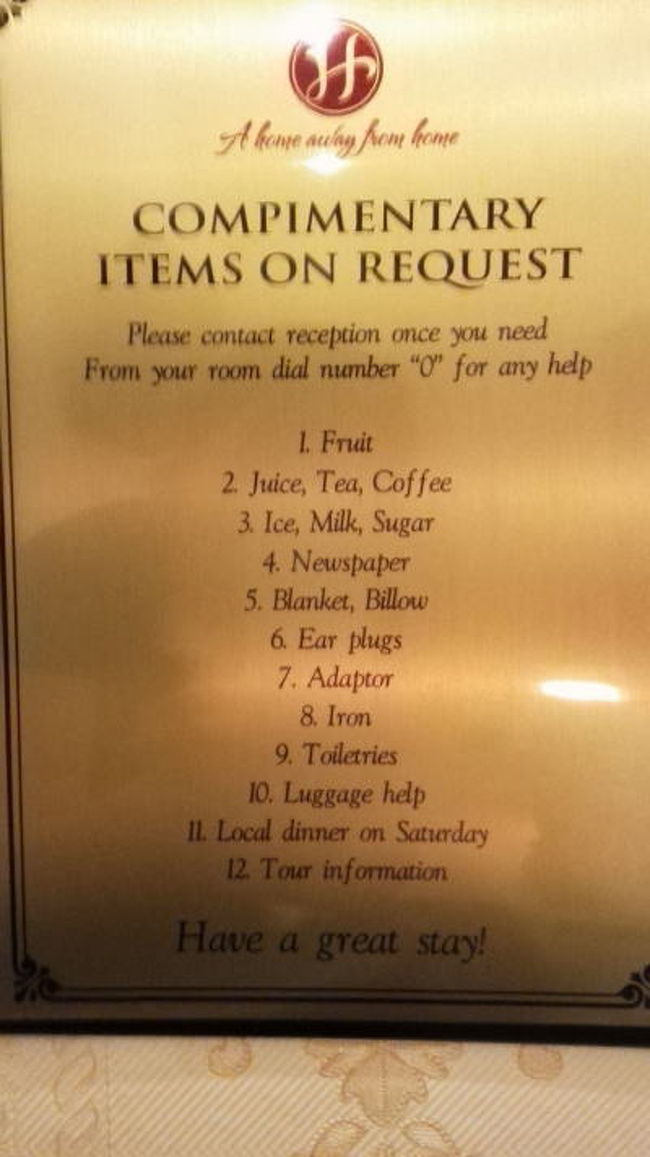 H
A home away from home
COMPIMENTARY
ITEMS ON REQUEST
Please contact reception once you need
From your room dial number “0” for any help
1. Fruit
2. Juice, Tea, Coffee
3. Ice, Milk, Sugar
4. Newspaper
5. Blanket, Billow
6. Ear plugs
7. Adaptor
8. Iron
9. Toiletries
10. Luggage help
11. Local dinner on Saturday
12. Tour information
Have a great stay!